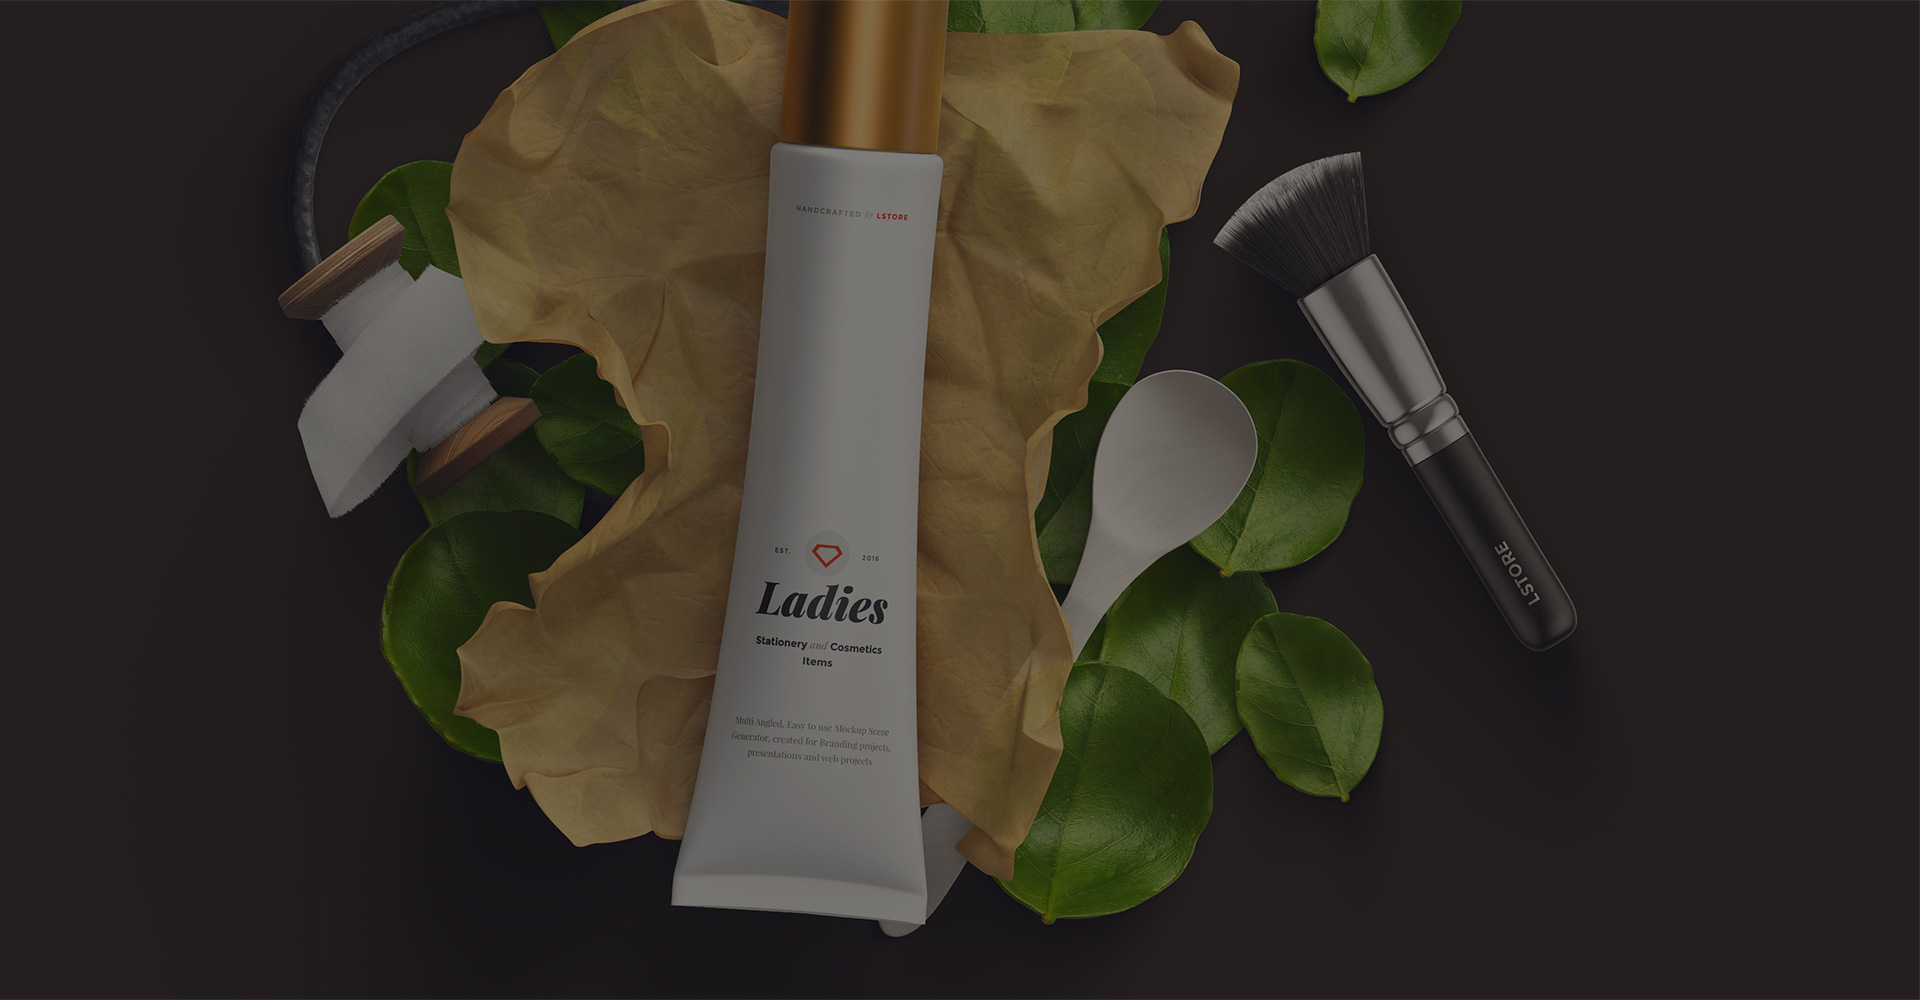 HANDCRAFTED by LSTORE
EST. 2016
Ladies
Stationery and Cosmetics
Items
Multi Angled, Easy to use Mockup Scene
Generator, created for Branding projects,
presentations and web projects
LSTORE